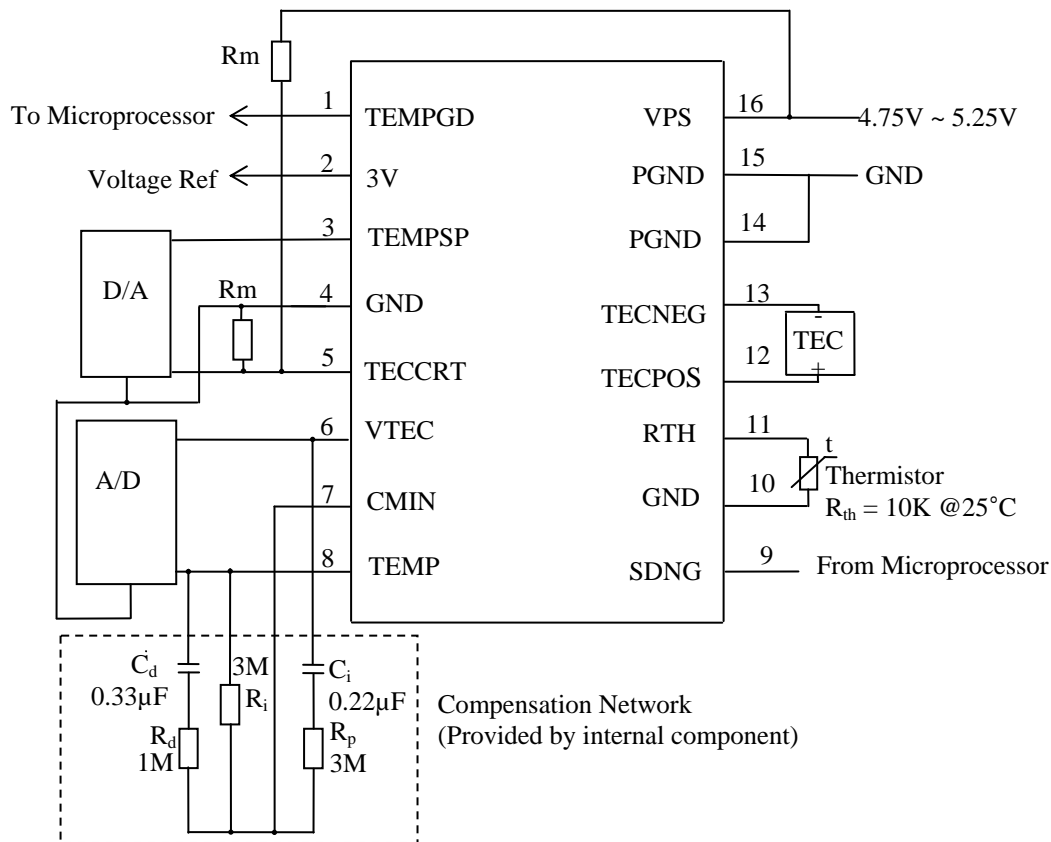 Rm
To Microprocessor
1
TEMPGD
VPS
16
4.75V ~ 5.25V
Voltage Ref
2
3V
PGND
15
GND
D/A
3
TEMPSP
PGND
14
Rm
4
GND
TECNEG
13
-
TEC
+
5
TECCRT
TECPOS
12
A/D
6
VTEC
RTH
11
t
Thermistor
Rth = 10K @25°C
7
CMIN
GND
10
8
TEMP
SDNG
9
From Microprocessor
Cd
0.33µF
3M
Ri
Ci
0.22µF
Rd
1M
Rp
3M
Compensation Network
(Provided by internal component)